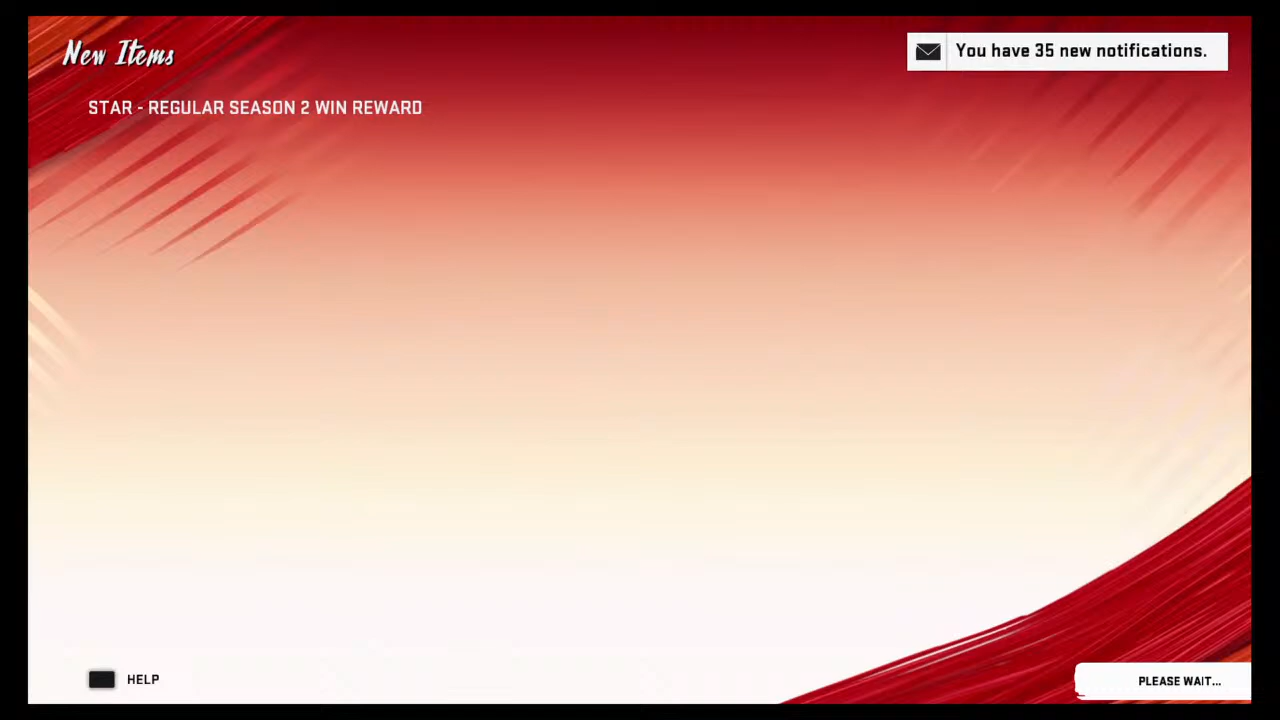 New Items
You have 35 new notifications.
STAR - REGULAR SEASON 2 WIN REWARD
HELP
PLEASE WAIT...